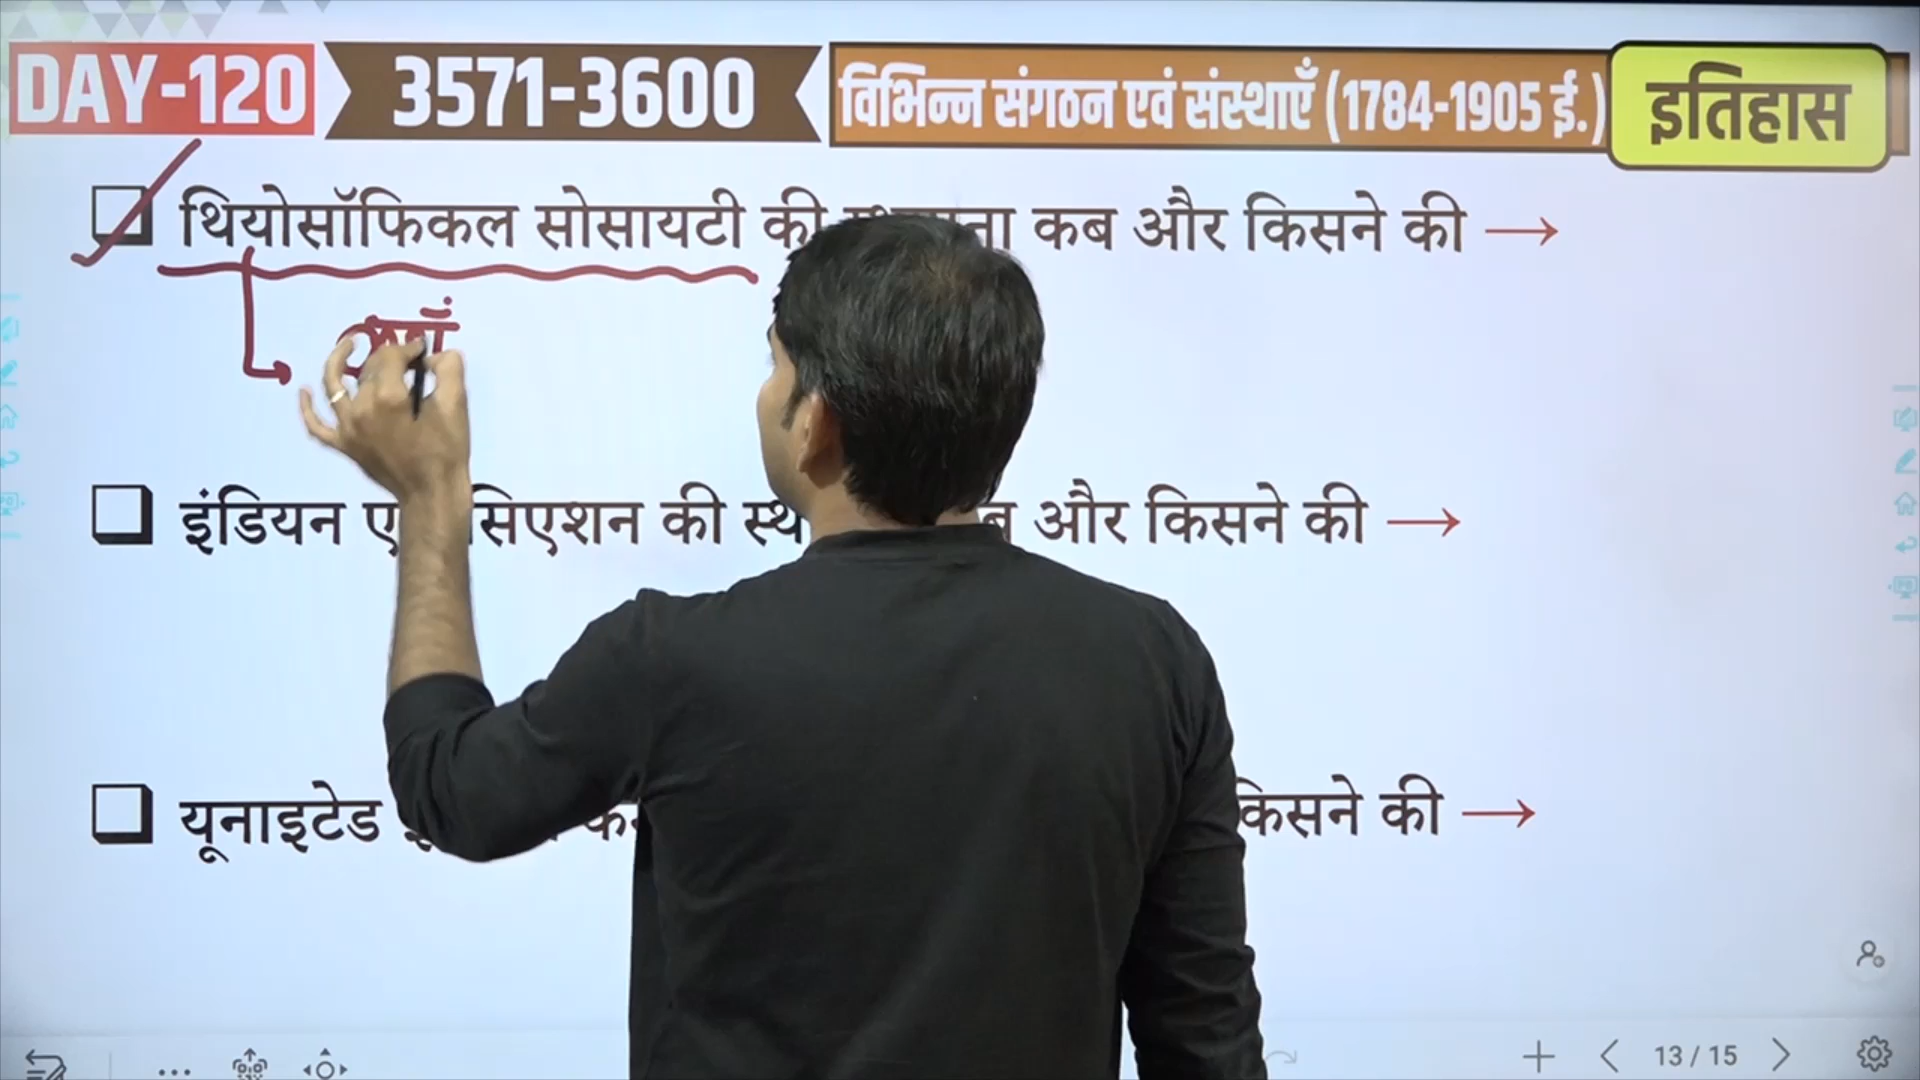 DAY-120 3571-3600 विभिन्न संगठन एवं संस्थाएँ (1784-1905 ई.) इतिहास
थियोसॉफिकल सोसायटी की कब और किसने की →
इंडियन की कब और किसने की →
यूनाइटेड किसने की →
13 / 15